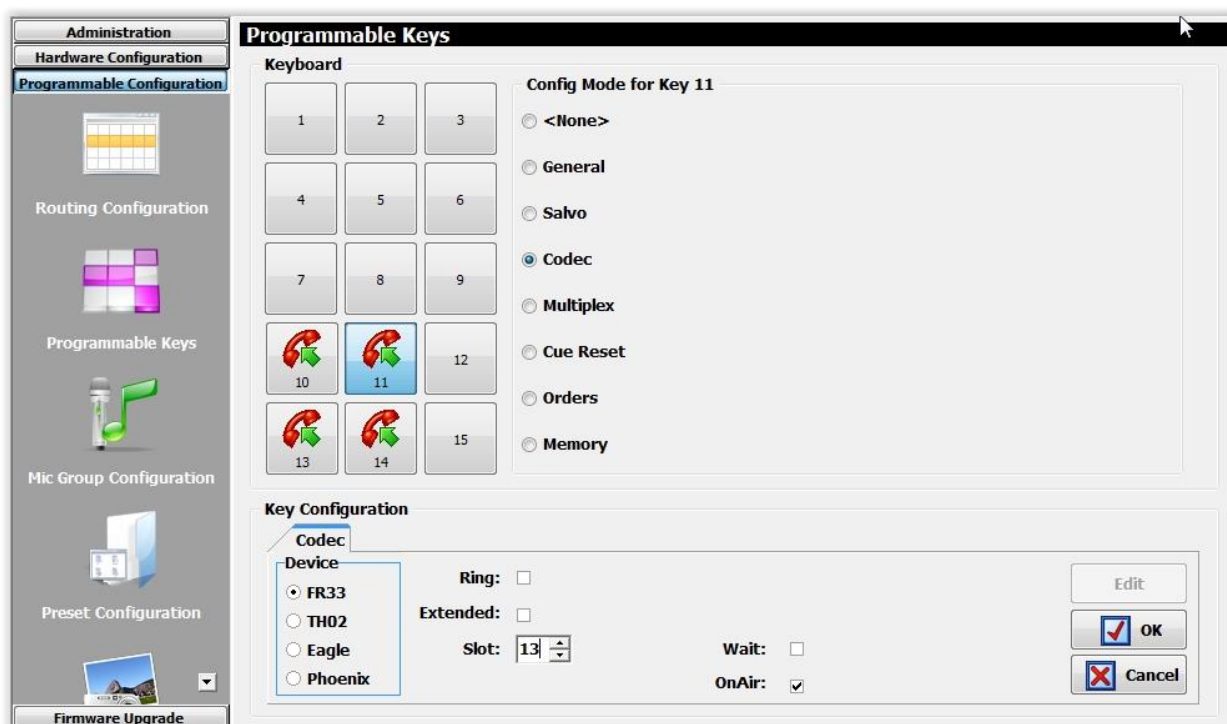 Administration
Hardware Configuration
Programmable Configuration
Routing Configuration
Programmable Keys
Mic Group Configuration
Preset Configuration
Firmware Upgrade
Programmable Keys
Keyboard
1 2 3
4 5 6
7 8 9
10 11 12
13 14 15
Config Mode for Key 11
<None>
General
Salvo
Codec
Multiplex
Cue Reset
Orders
Memory
Key Configuration
Codec
Device
FR33
TH02
Eagle
Phoenix
Ring:
Extended:
Slot: 13
Wait:
OnAir:
Edit
OK
Cancel